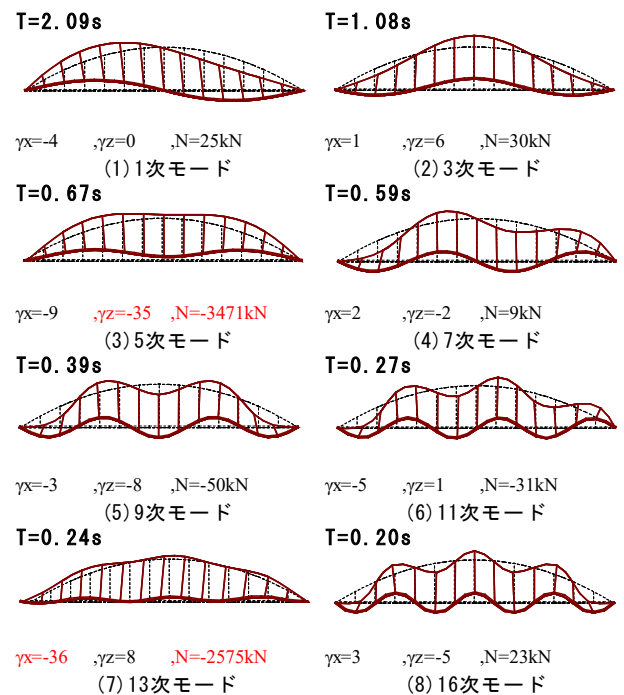 T=2.09s
γx=-4 ,γz=0 ,N=25kN
(1)1次モード
T=1.08s
γx=1 ,γz=6 ,N=30kN
(2)3次モード
T=0.67s
γx=-9 ,γz=-35 ,N=-3471kN
(3)5次モード
T=0.59s
γx=2 ,γz=-2 ,N=9kN
(4)7次モード
T=0.39s
γx=-3 ,γz=-8 ,N=-50kN
(5)9次モード
T=0.27s
γx=-5 ,γz=1 ,N=-31kN
(6)11次モード
T=0.24s
γx=-36 ,γz=8 ,N=-2575kN
(7)13次モード
T=0.20s
γx=3 ,γz=-5 ,N=23kN
(8)16次モード